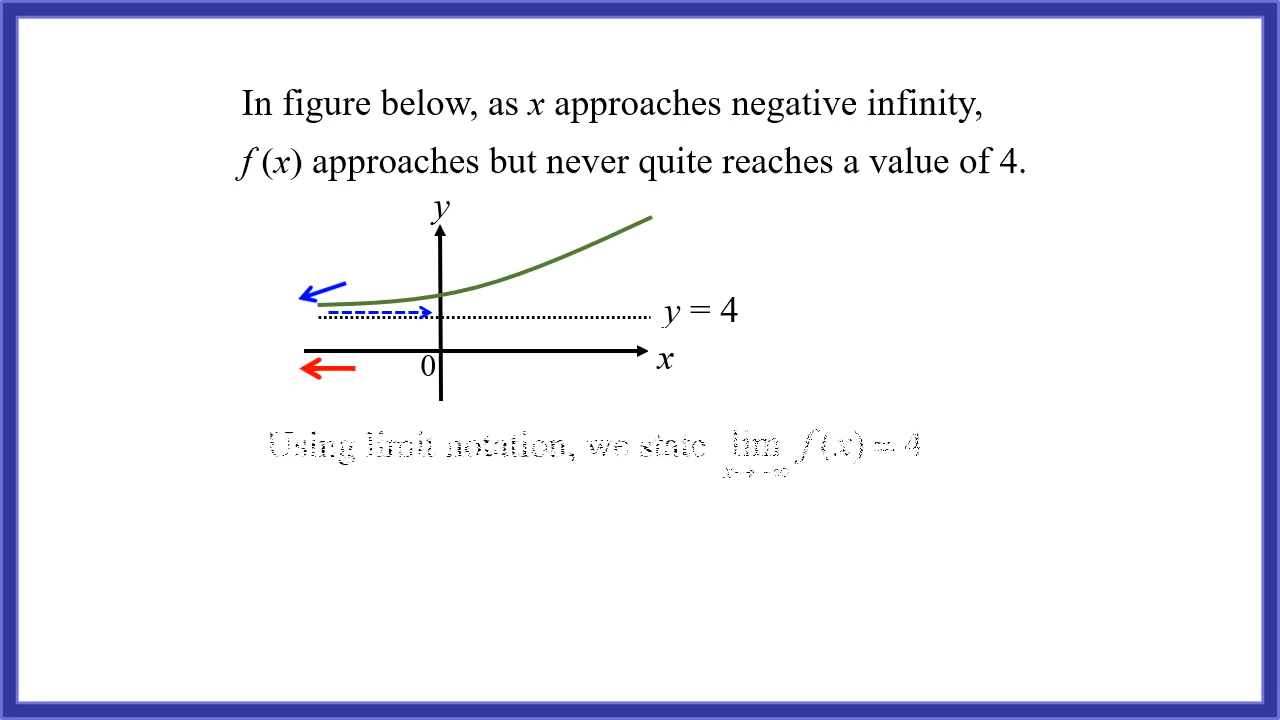 In figure below, as x approaches negative infinity,
f (x) approaches but never quite reaches a value of 4.
y
y = 4
x
0
Using limit notation, we state lim f(x) = 4
x→ -∞